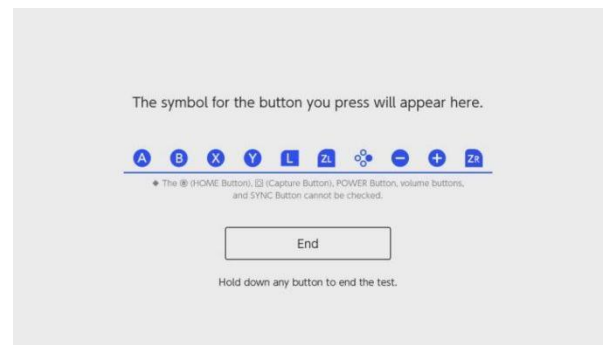 The symbol for the button you press will appear here.
A B X Y L ZL − + ZR
◆ The (HOME Button), (Capture Button), POWER Button, volume buttons,
and SYNC Button cannot be checked.
End
Hold down any button to end the test.